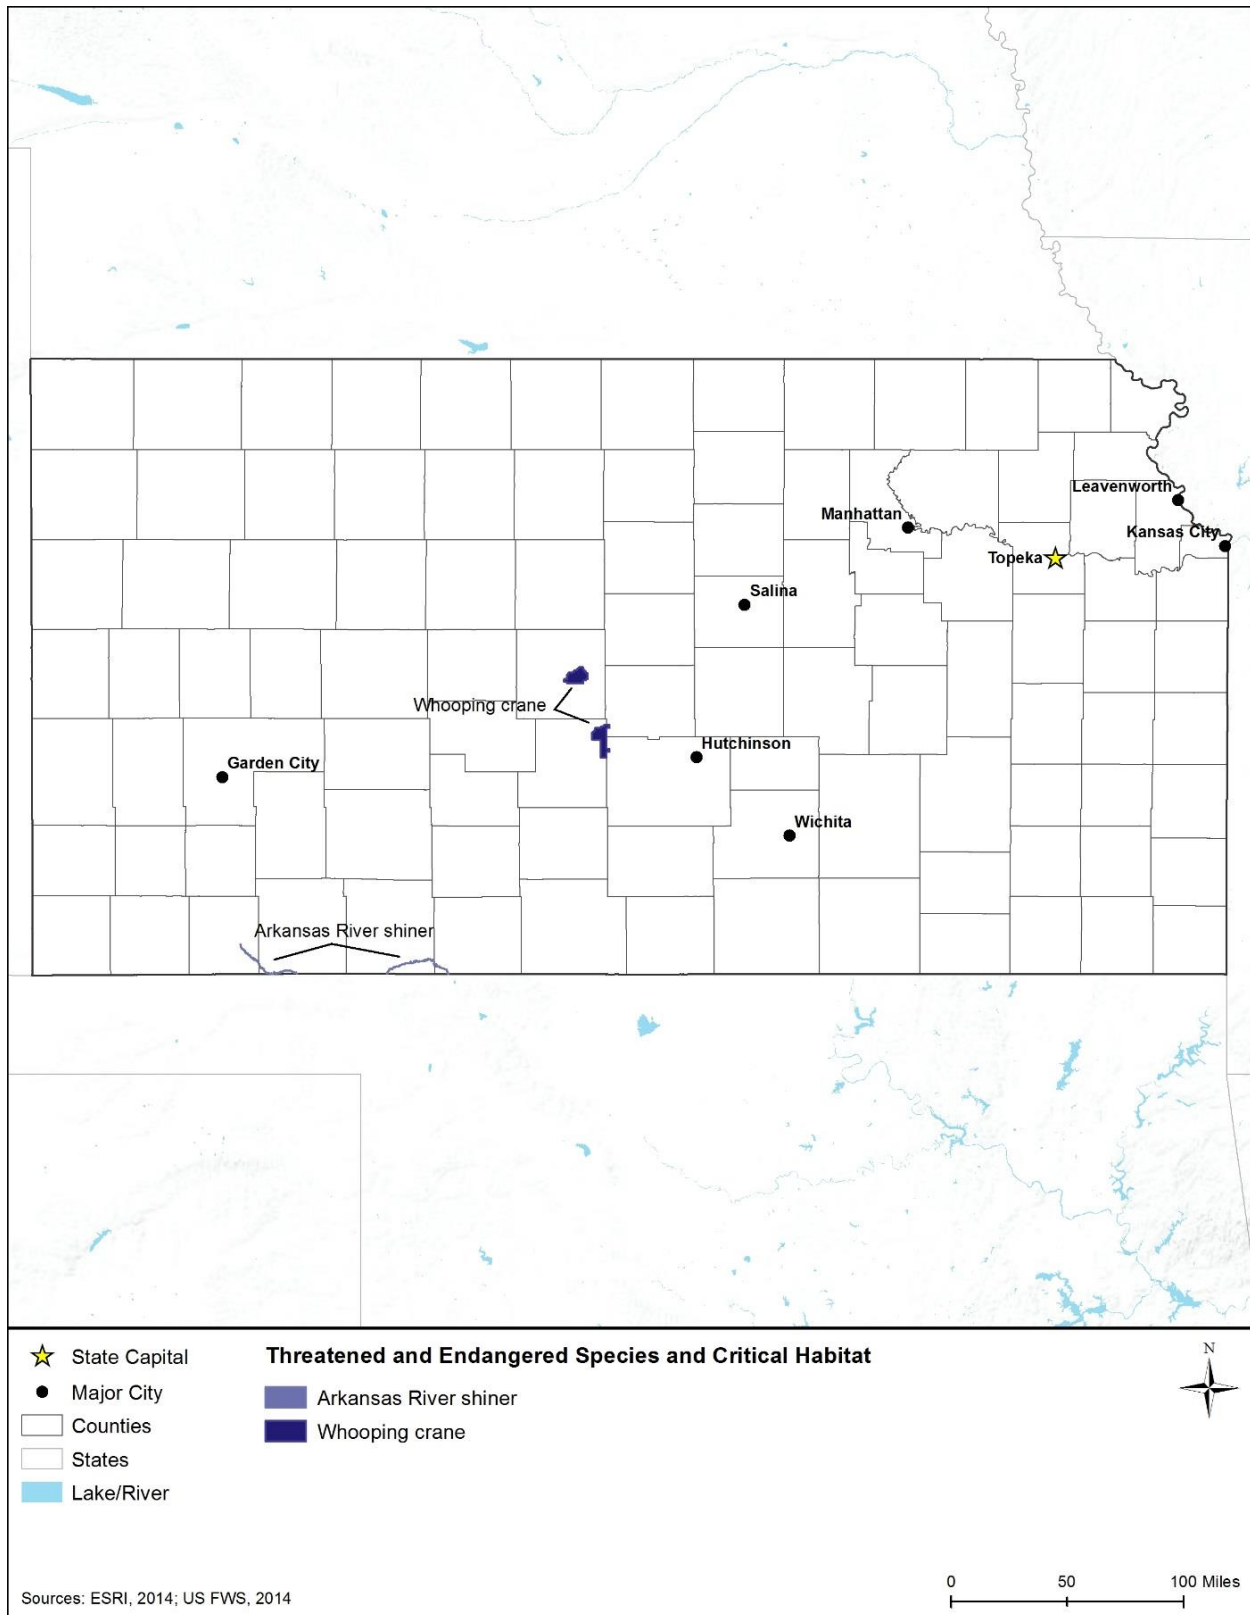 Leavenworth
Manhattan
Kansas City
Topeka
Salina
Whooping crane
Hutchinson
Garden City
Wichita
Arkansas River shiner
State Capital
Major City
Counties
States
Lake/River
Threatened and Endangered Species and Critical Habitat
Arkansas River shiner
Whooping crane
N
0 50 100 Miles
Sources: ESRI, 2014; US FWS, 2014